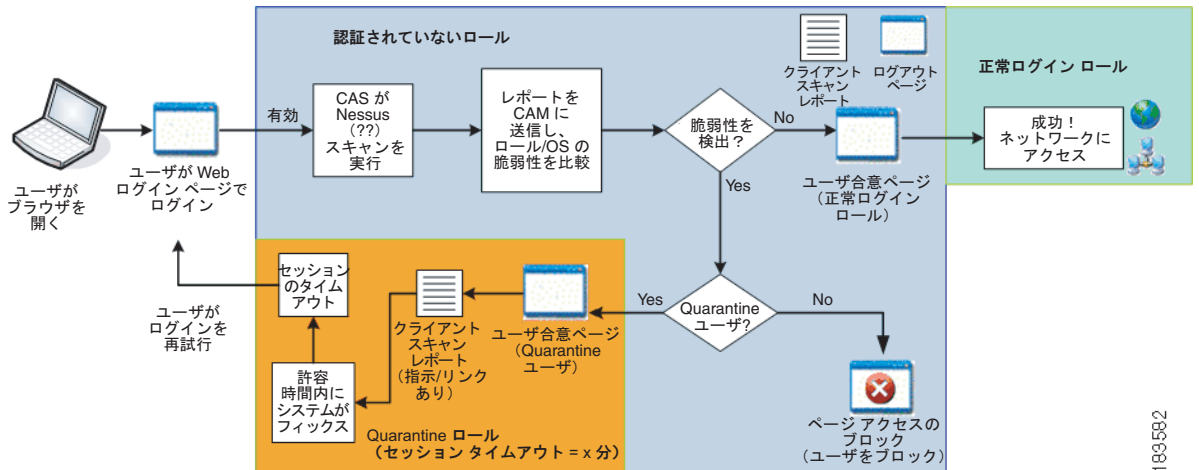 認証されていないロール
クライアント
スキャン
レポート
ログアウト
ページ
正常ログイン ロール
ユーザが
ブラウザを
開く
ユーザが Web
ログイン ページで
ログイン
有効
CAS が
Nessus
(??)
スキャンを
実行
レポートを
CAM に
送信し、
ロール/OS の
脆弱性を比較
脆弱性を
検出?
No
Yes
ユーザ合意ページ
(正常ログイン
ロール)
成功!
ネットワークに
アクセス
Quarantine
ユーザ?
Yes
No
ユーザ合意ページ
(Quarantine
ユーザ)
クライアント
スキャン
レポート
(指示/リンク
あり)
許容
時間内に
システムが
フィックス
セッション
のタイム
アウト
ユーザが
ログインを
再試行
Quarantine ロール
(セッション タイムアウト = x 分)
ページ アクセスの
ブロック
(ユーザをブロック)
183582